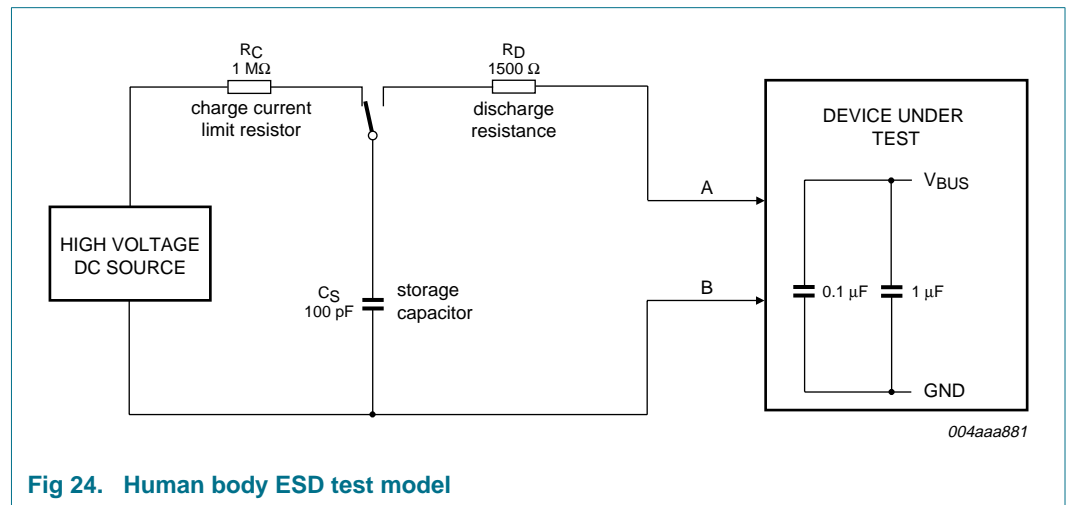 RC
1 MΩ
charge current
limit resistor
RD
1500 Ω
discharge
resistance
DEVICE UNDER
TEST
VBUS
A
HIGH VOLTAGE
DC SOURCE
CS
100 pF
storage
capacitor
B
0.1 μF
1 μF
GND
004aaa881
Fig 24. Human body ESD test model